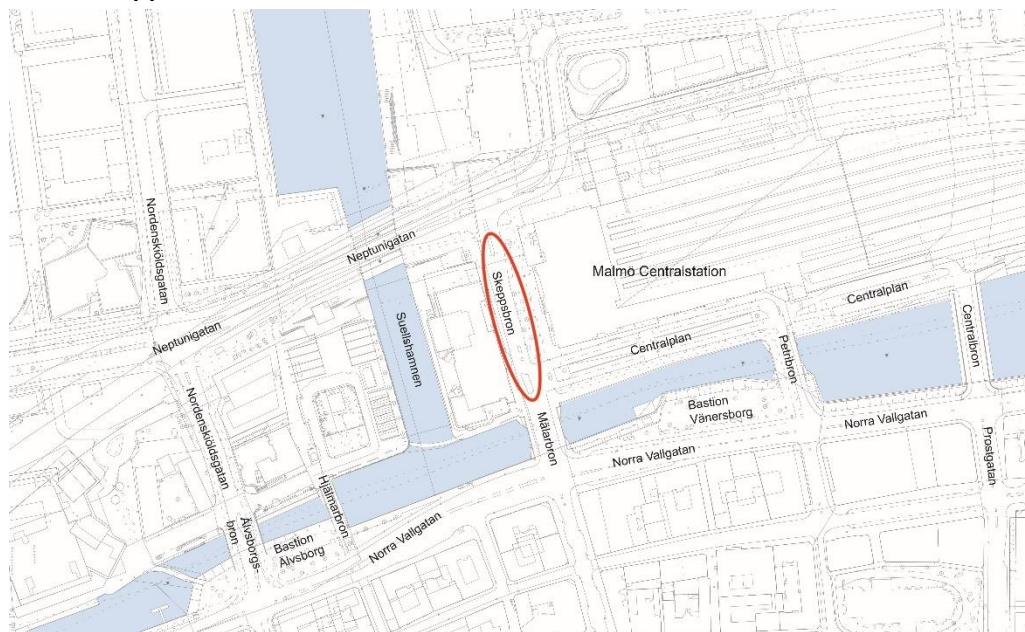 Nordenskiöldsgatan
Neptunigatan
Skeppsbron
Malmö Centralstation
Centralplan
Centralbron
Neptunigatan
Suellshamnen
Centralplan
Petribron
Nordenskiöldsgatan
Mälarbron
Bastion
Vänersborg
Norra Vallgatan
Norra Vallgatan
Prostgatan
Hjälmarbron
Älvsborgs-
bron
Bastion
Älvsborg
Norra Vallgatan